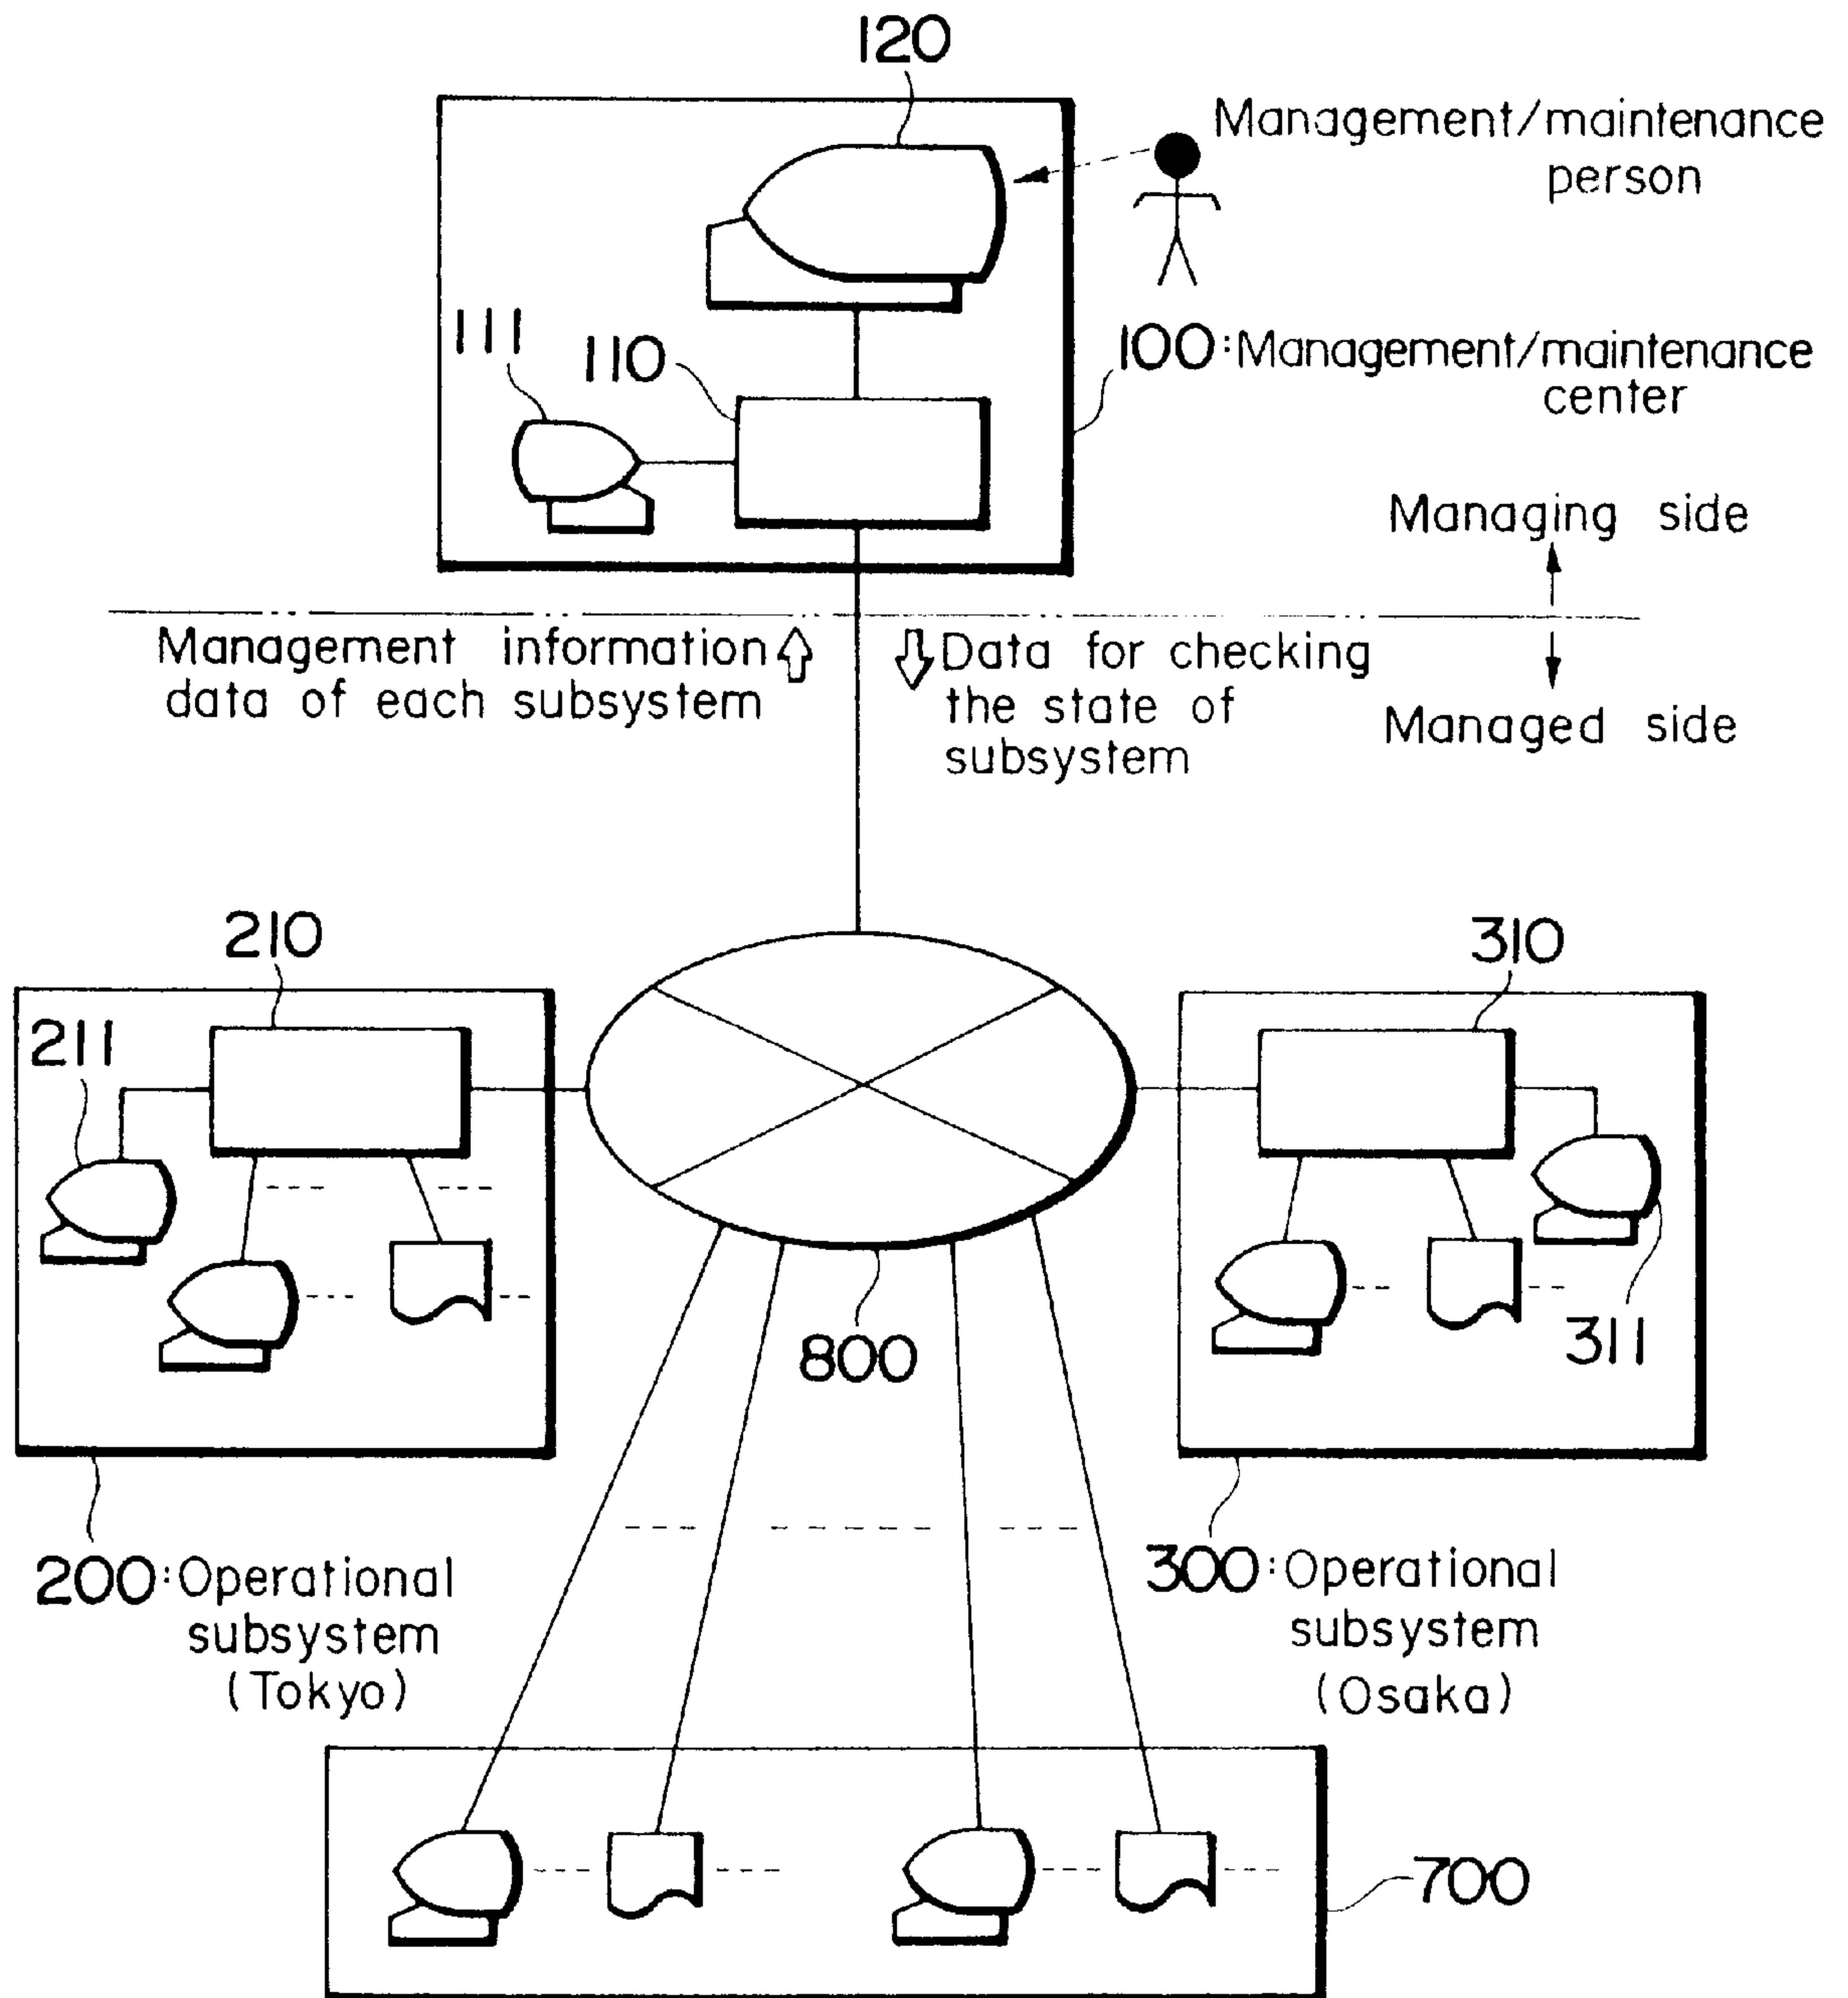 120
Management/maintenance
person
111
110
100:Management/maintenance
center
Managing side
Management information
data of each subsystem
Data for checking
the state of
subsystem
Managed side
210
310
211
800
311
200:Operational
subsystem
(Tokyo)
300:Operational
subsystem
(Osaka)
700